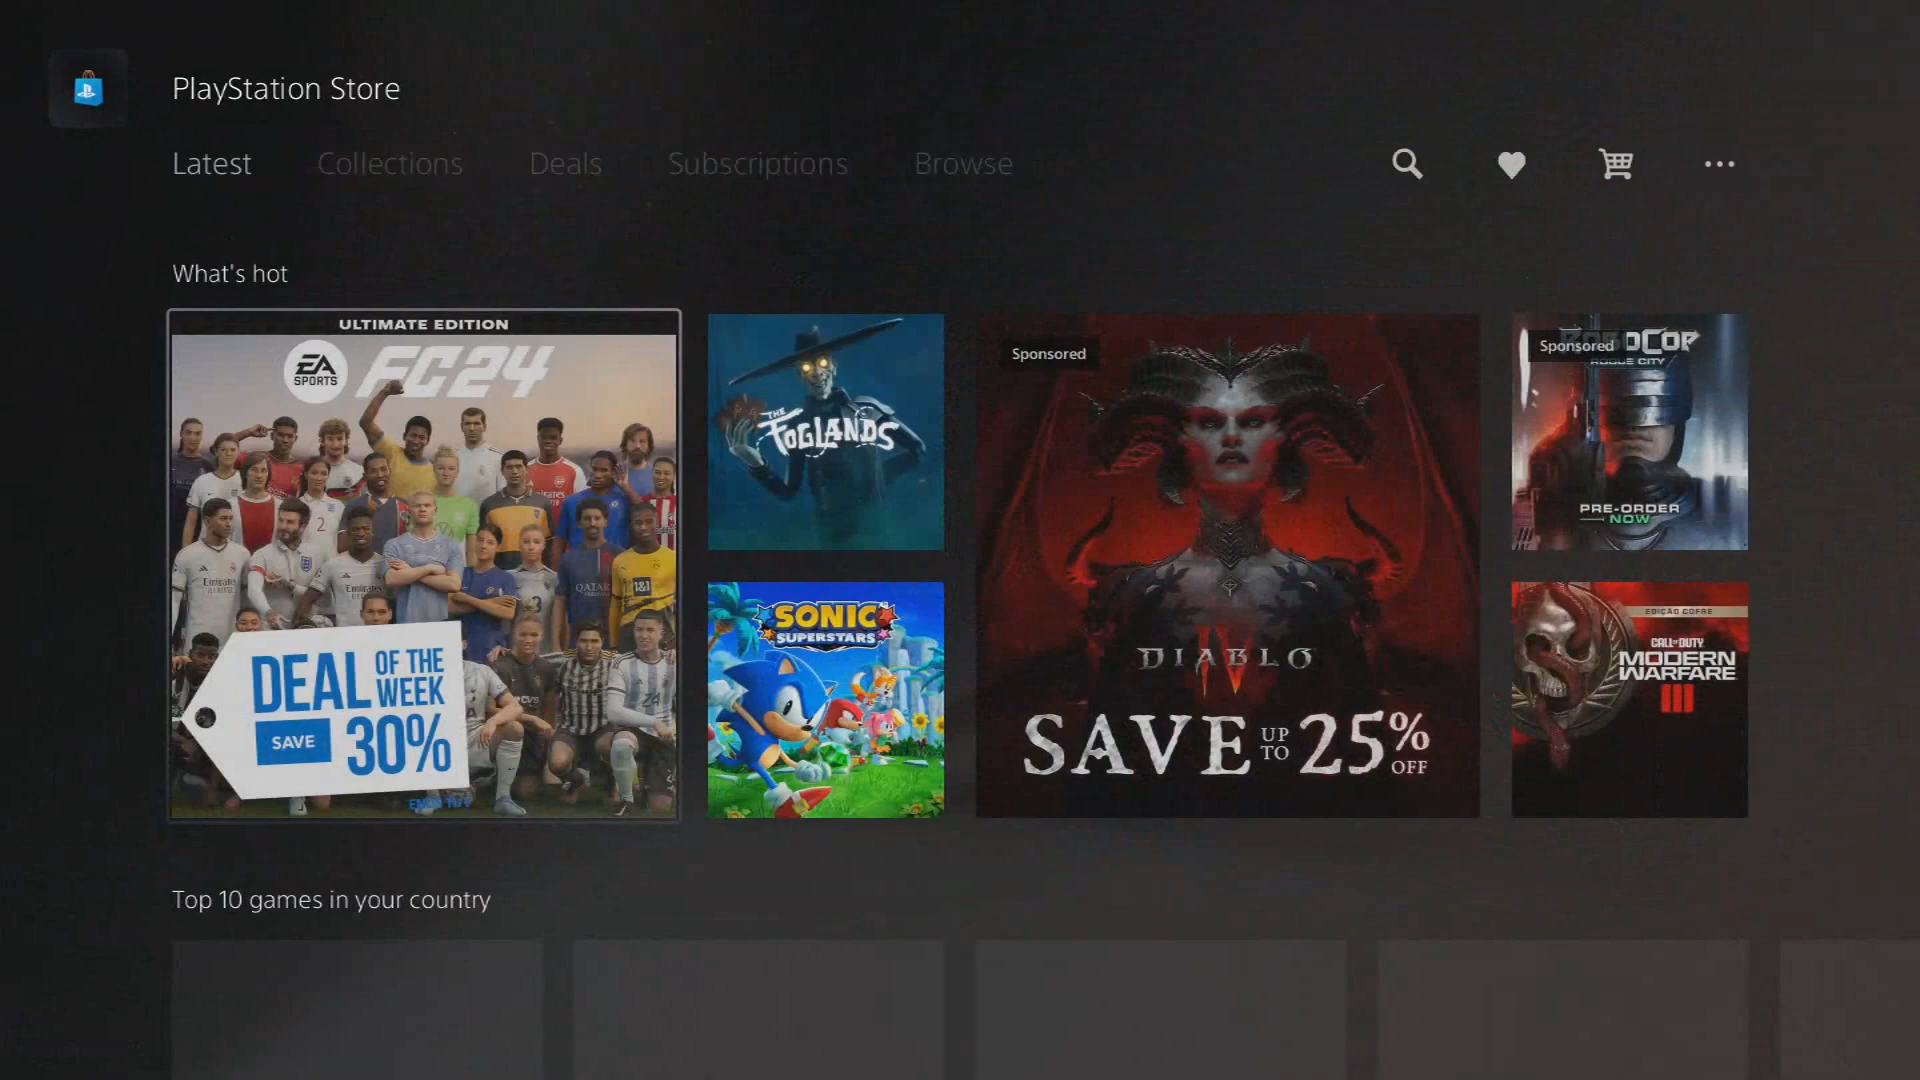 PlayStation Store
Latest
Collections
Deals
Subscriptions
Browse
What's hot
ULTIMATE EDITION
EA
SPORTS
FC24
DEAL OF THE WEEK
SAVE 30%
THE
FOGLANDS
SONIC
SUPERSTARS
Sponsored
DIABLO
IV
SAVE UP TO 25% OFF
Sponsored
ROGUE CITY
PRE-ORDER
NOW
EDIÇÃO COFRE
CALL OF DUTY
MODERN
WARFARE
III
Top 10 games in your country